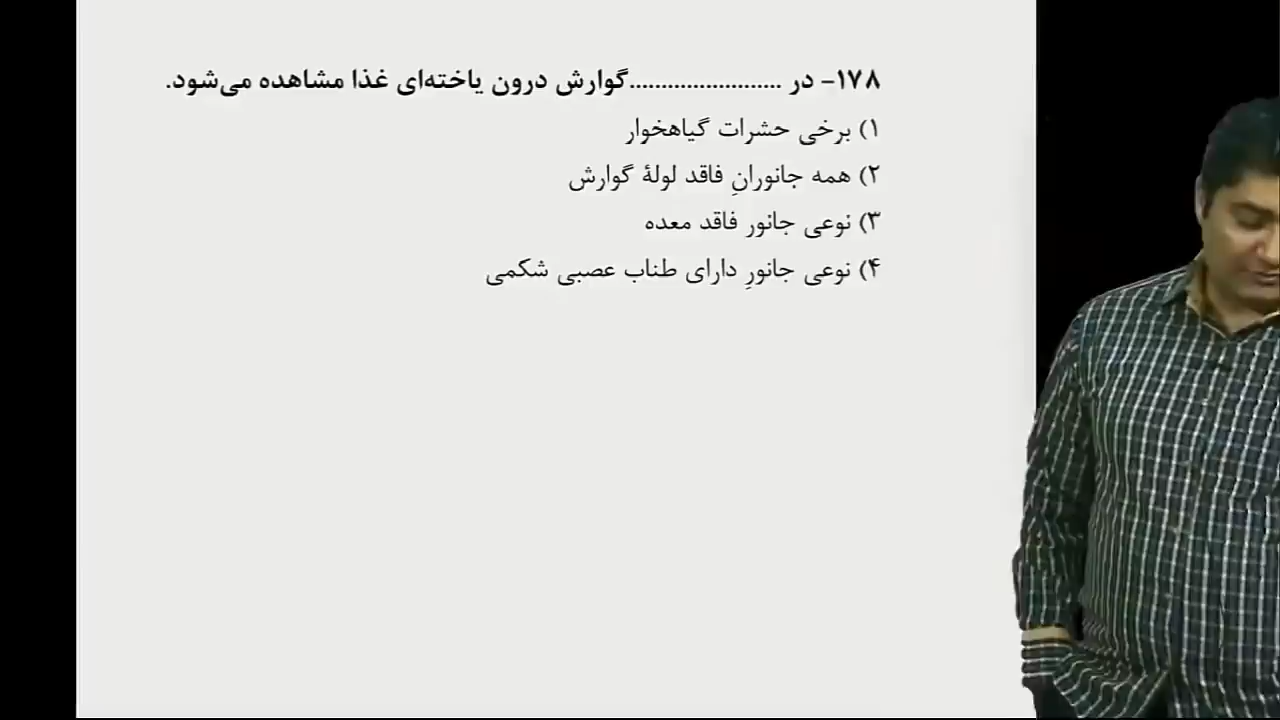 ۱۷۸- در ........................گوارش درون یاخته‌ای غذا مشاهده می‌شود.
۱) برخی حشرات گیاهخوار
۲) همه جانورانِ فاقد لولهٔ گوارش
۳) نوعی جانور فاقد معده
۴) نوعی جانورِ دارای طناب عصبی شکمی